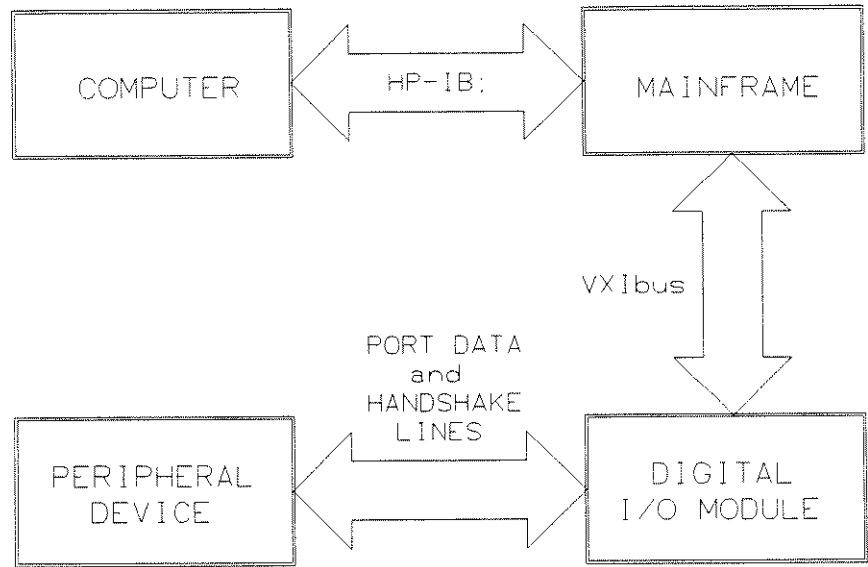 COMPUTER
HP-IB:
MAINFRAME
VXIbus
PORT DATA
and
HANDSHAKE
LINES
PERIPHERAL
DEVICE
DIGITAL
I/O MODULE